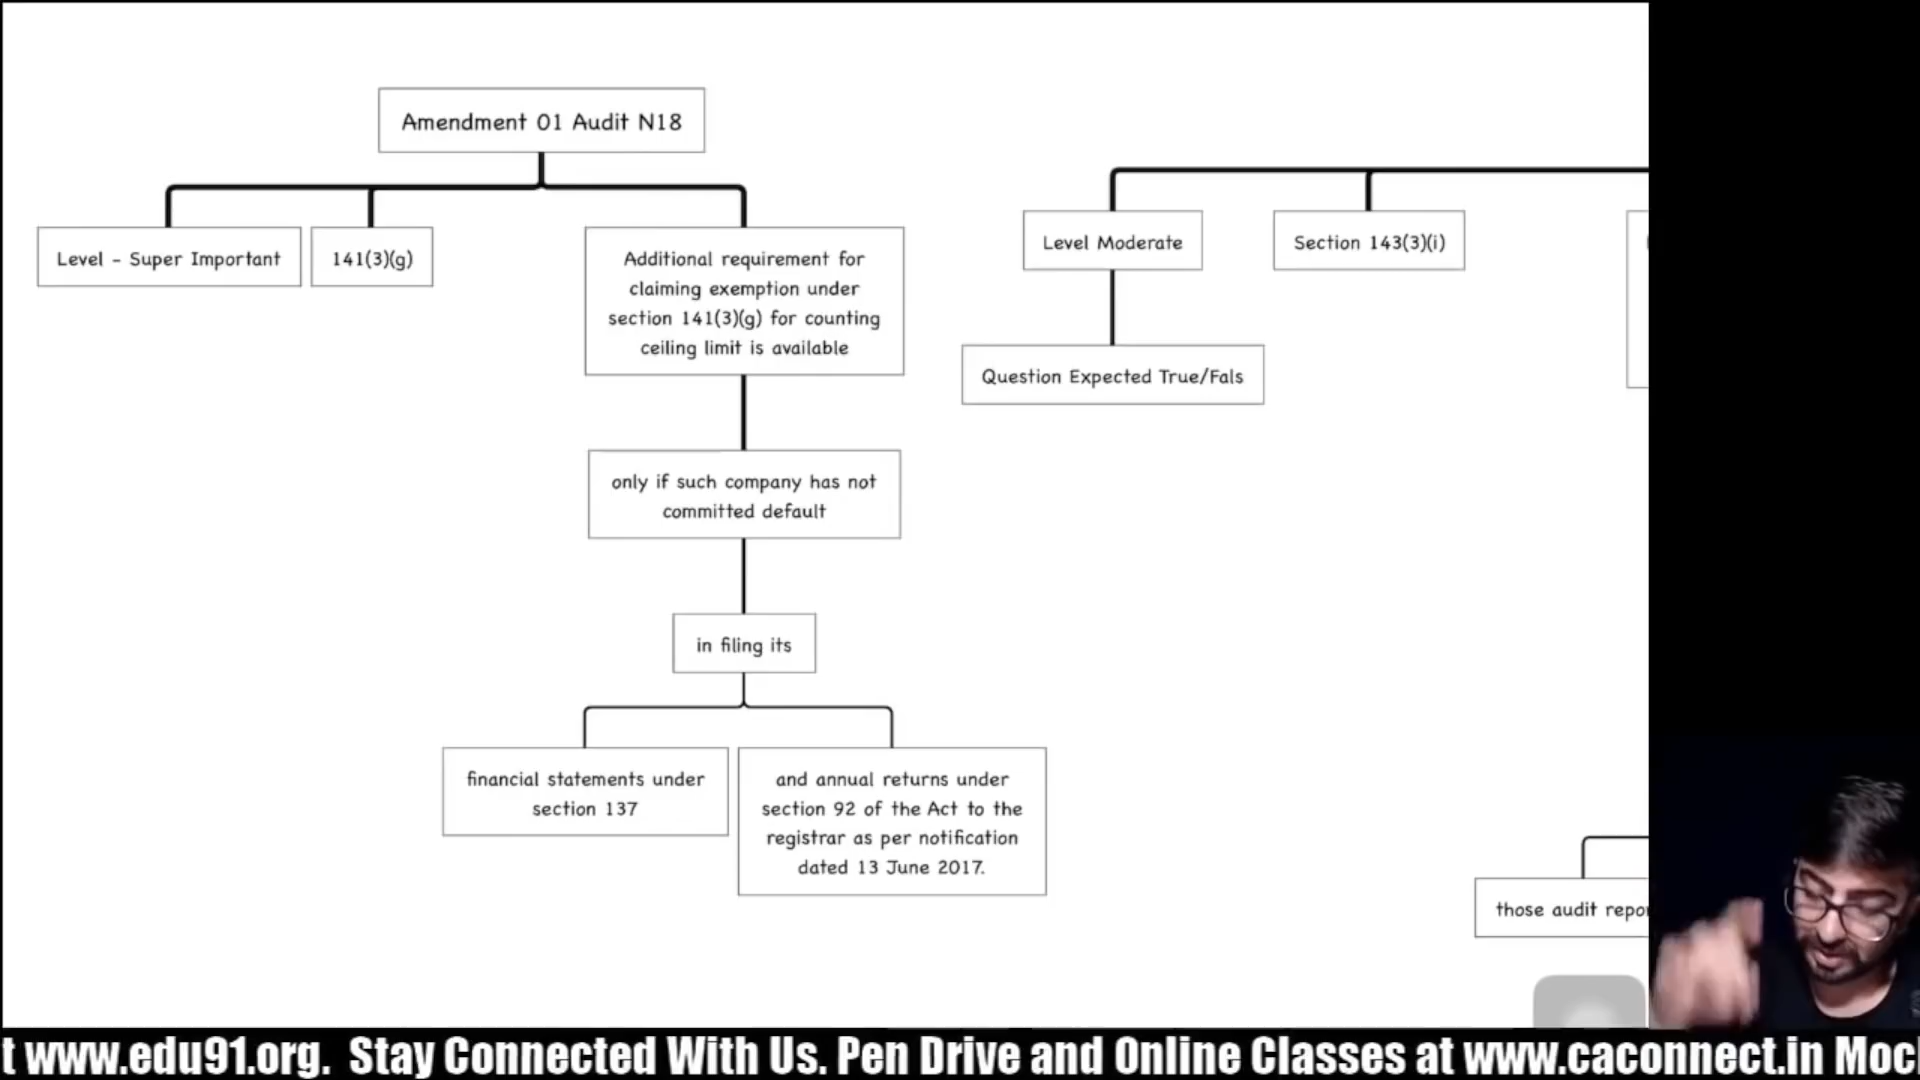 Amendment 01 Audit N18
Level - Super Important
141(3)(g)
Additional requirement for
claiming exemption under
section 141(3)(g) for counting
ceiling limit is available
only if such company has not
committed default
in filing its
financial statements under
section 137
and annual returns under
section 92 of the Act to the
registrar as per notification
dated 13 June 2017.
Level Moderate
Section 143(3)(i)
Question Expected True/Fals
those audit
t www.edu91.org. Stay Connected With Us. Pen Drive and Online Classes at www.caconnect.in